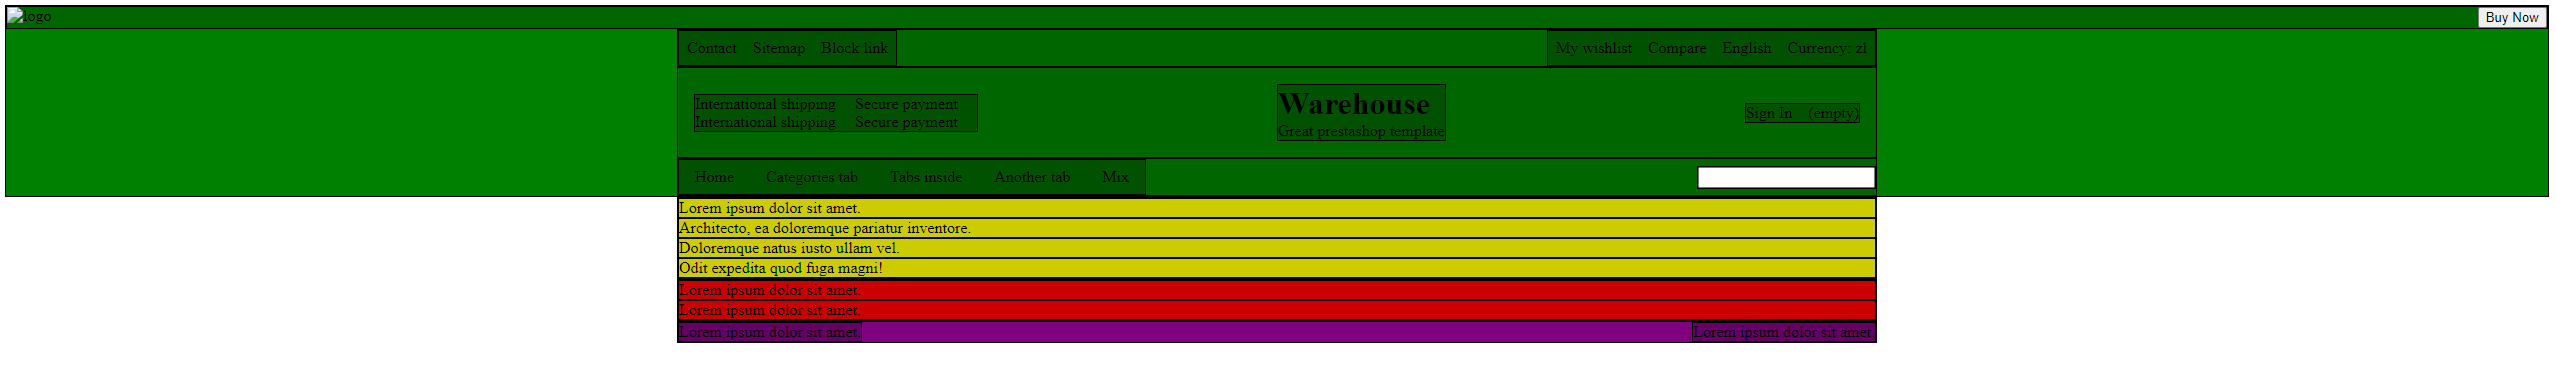 logo Buy Now
Contact Sitemap Block link My wishlist Compare English Currency: zl
International shipping Secure payment
International shipping Secure payment
Warehouse
Great prestashop template
Sign In (empty)
Home Categories tab Tabs inside Another tab Mix
Lorem ipsum dolor sit amet.
Architecto, ea doloremque pariatur inventore.
Doloremque natus iusto ullam vel.
Odit expedita quod fuga magni!
Lorem ipsum dolor sit amet.
Lorem ipsum dolor sit amet.
Lorem ipsum dolor sit amet. Lorem ipsum dolor sit amet.